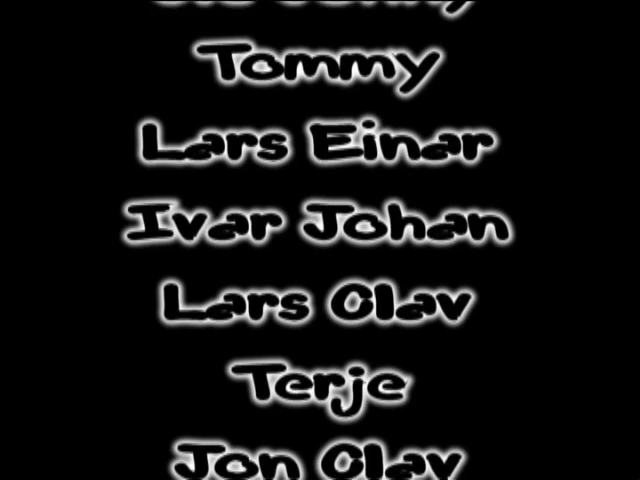 Tommy
Lars Einar
Ivar Johan
Lars Olav
Terje
Jon Olav